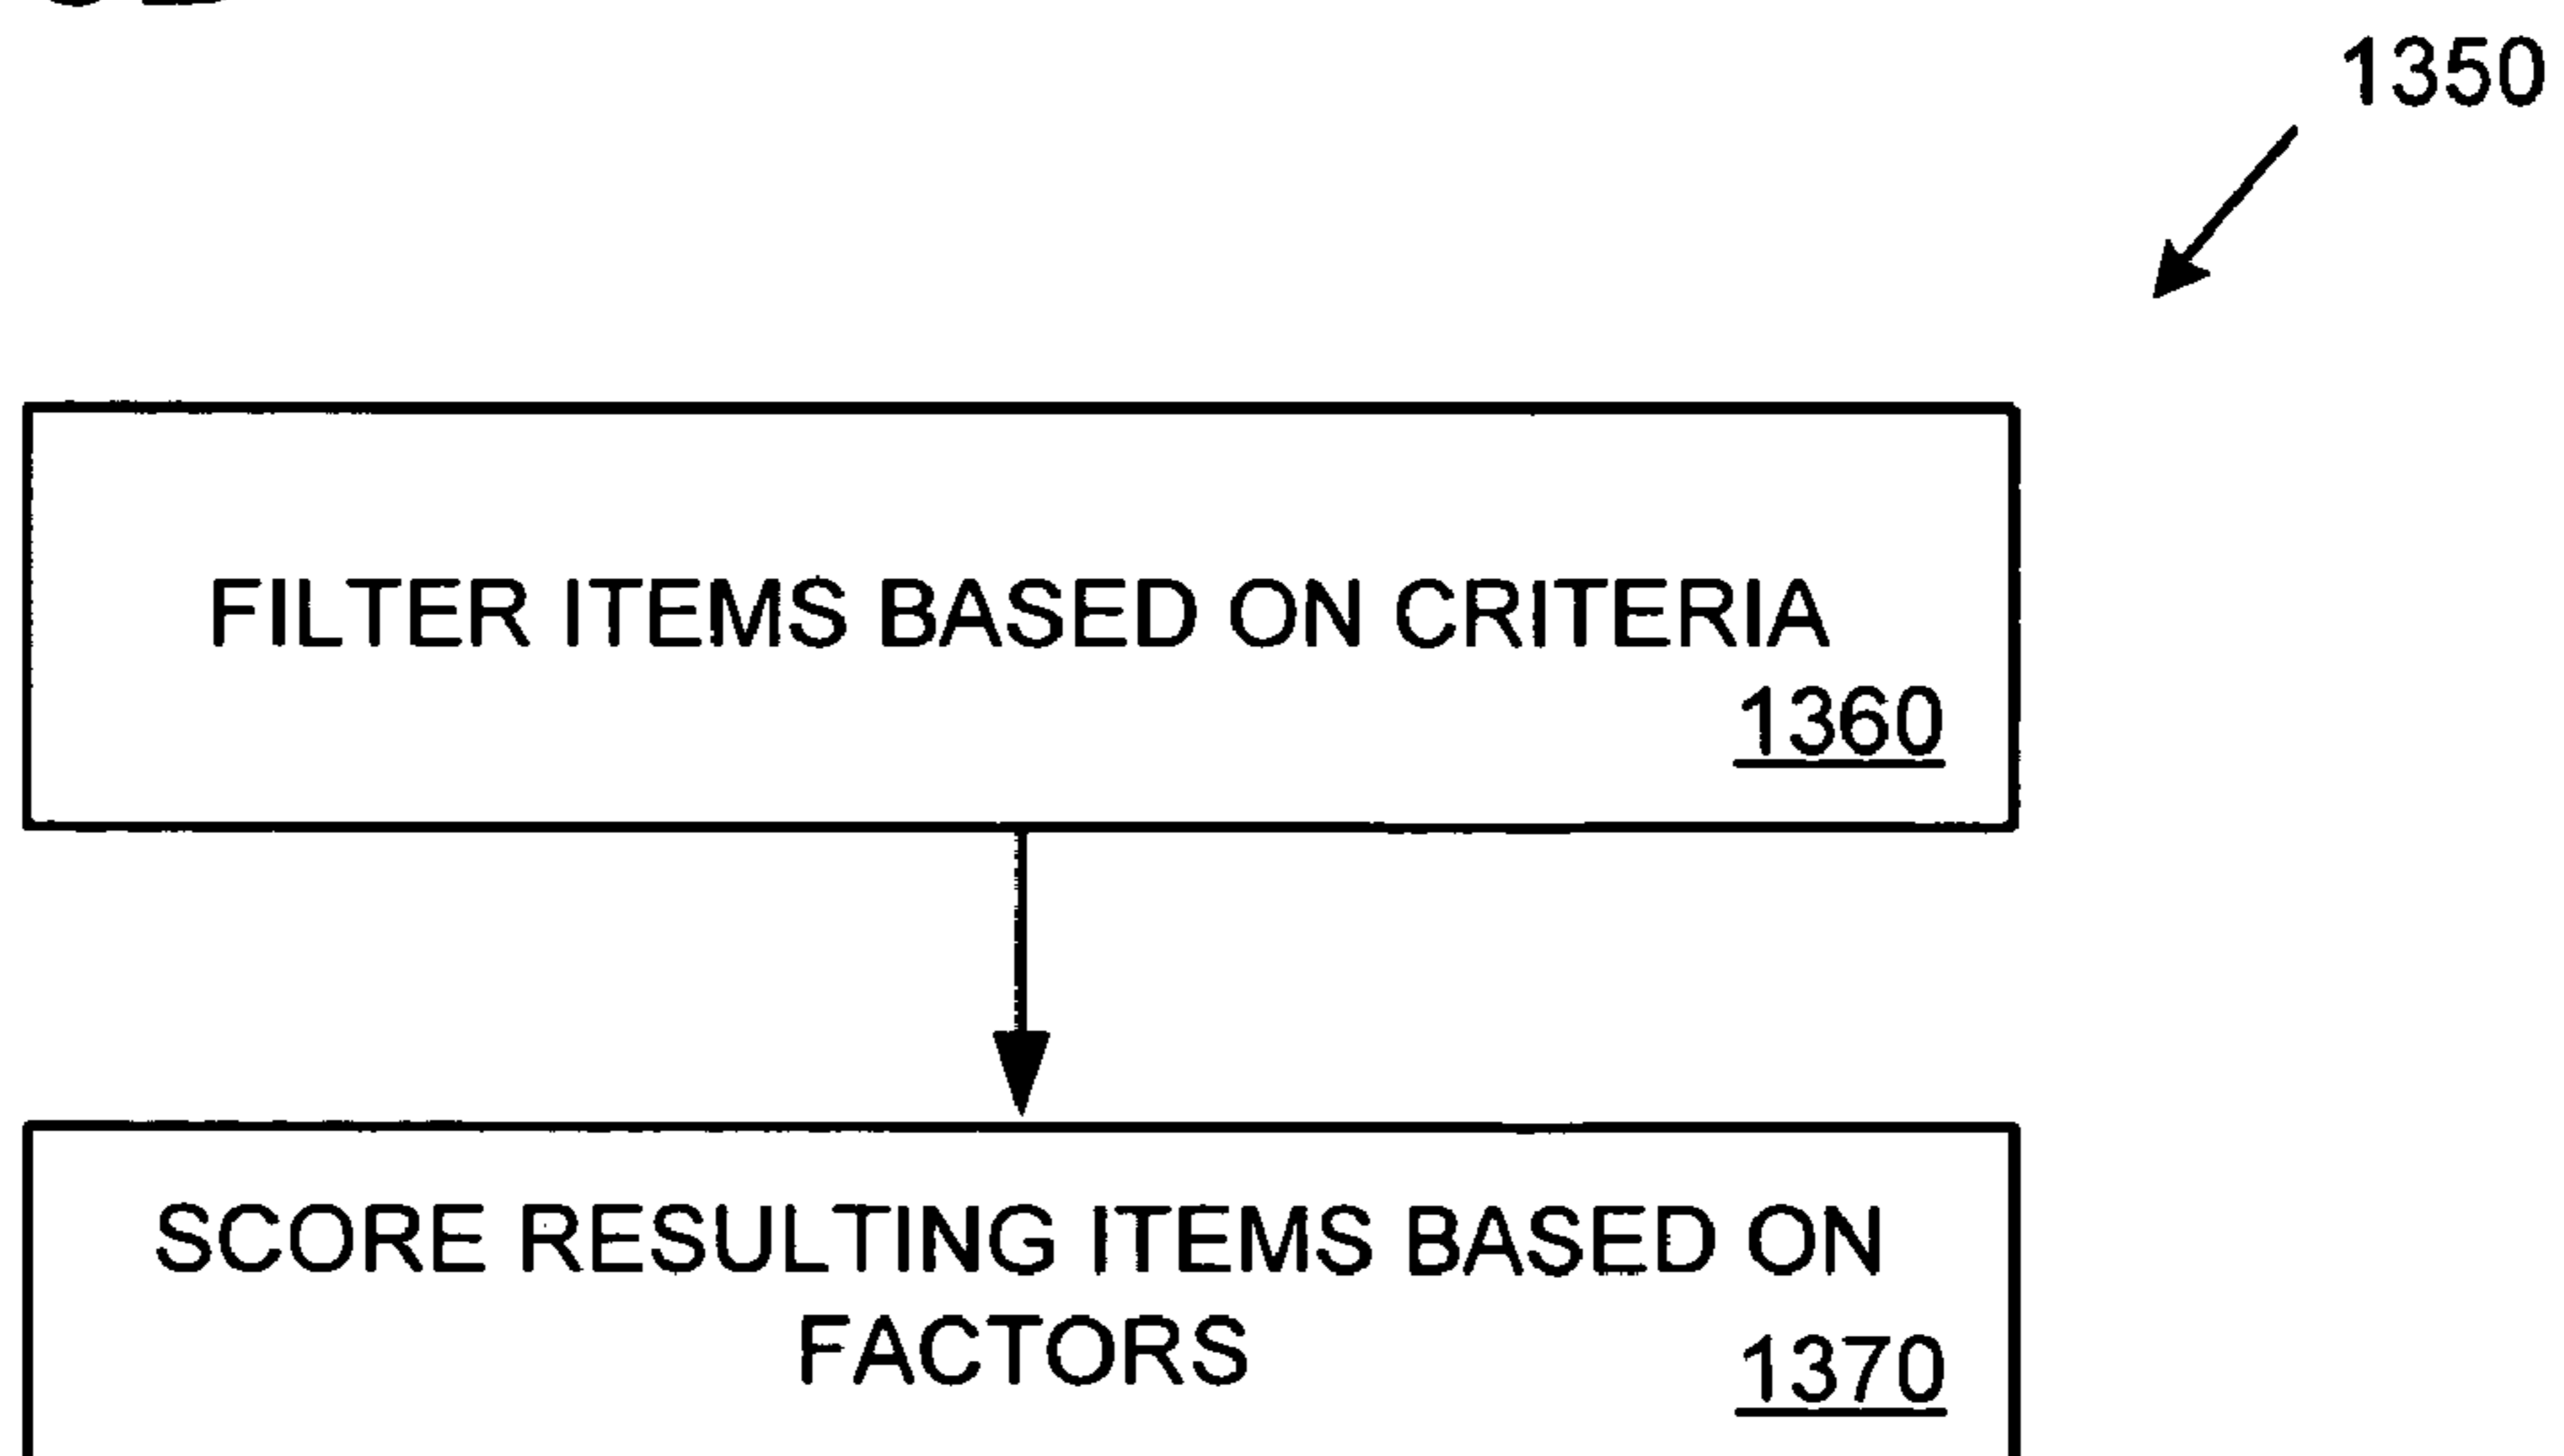 1350
FILTER ITEMS BASED ON CRITERIA
1360
SCORE RESULTING ITEMS BASED ON
FACTORS 1370